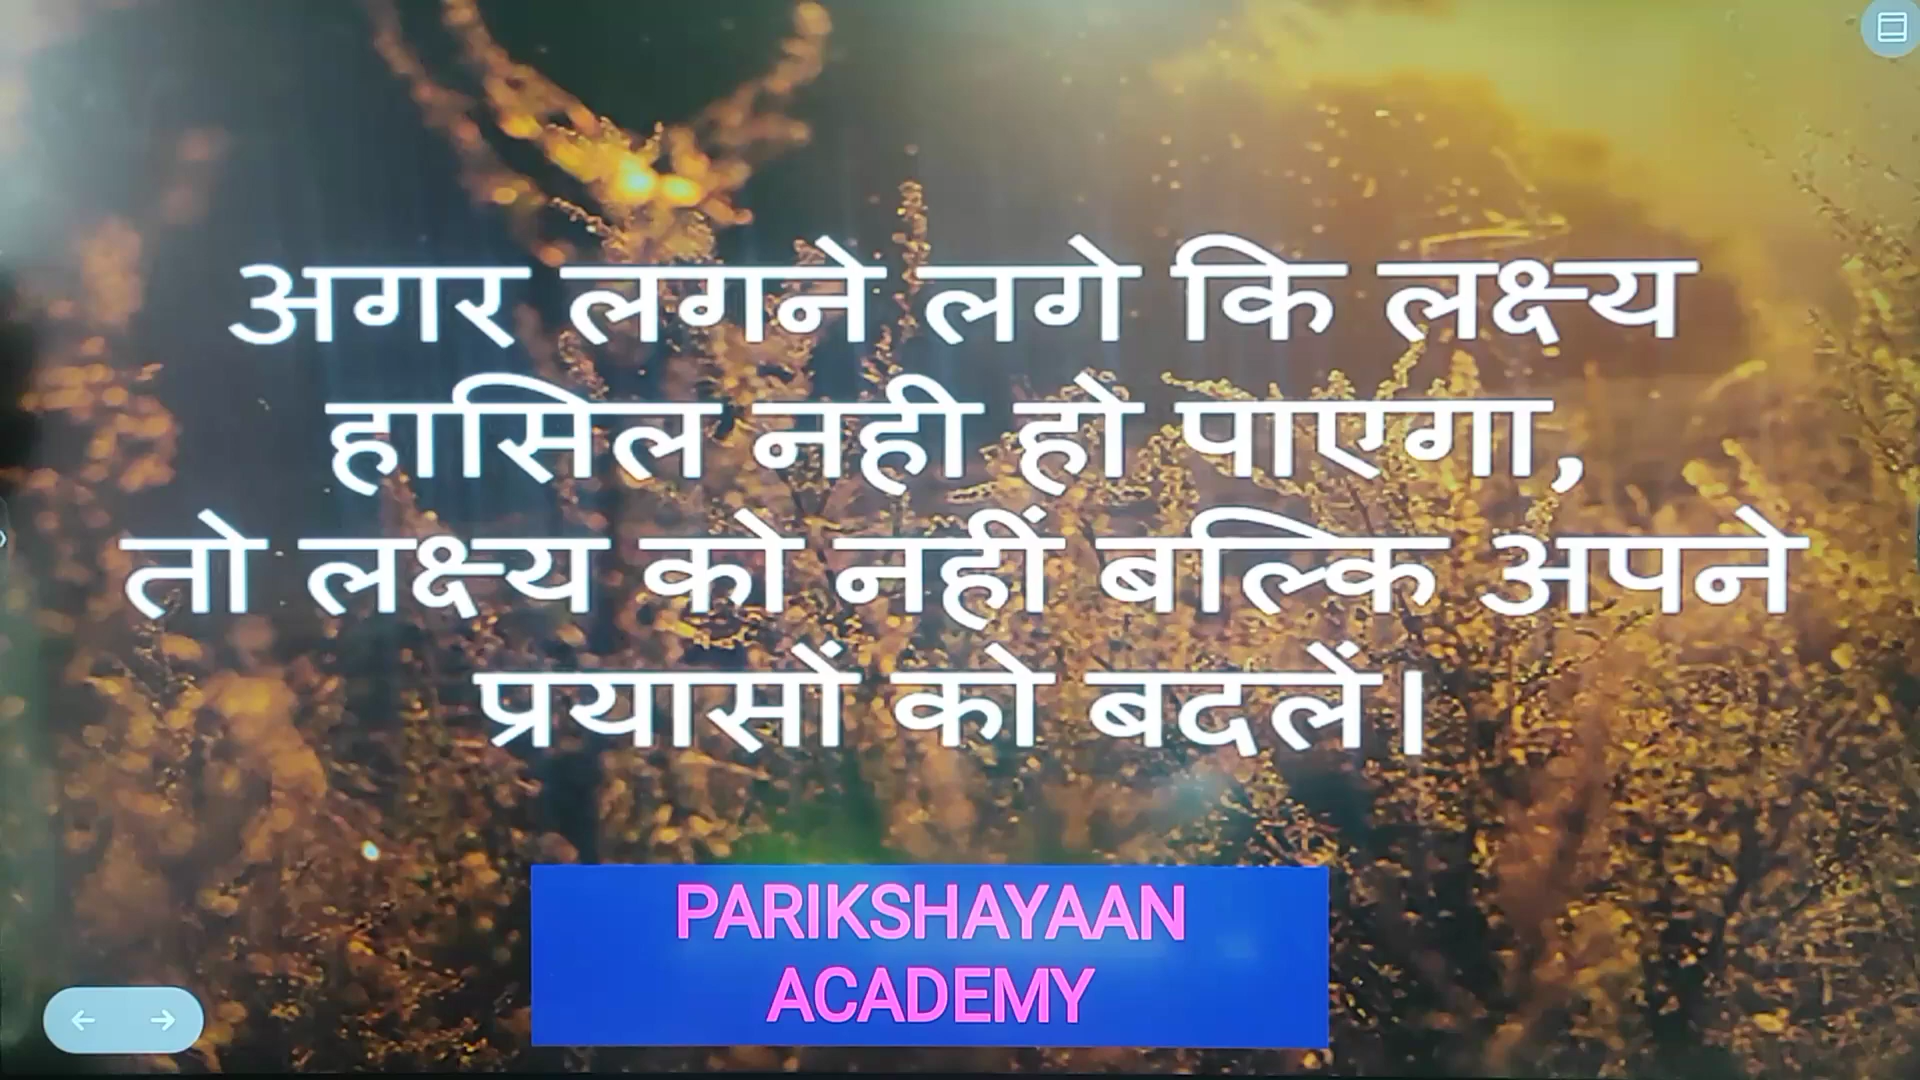 अगर लगने लगे कि लक्ष्य
हासिल नही हो पाएगा,
तो लक्ष्य को नहीं बल्कि अपने
प्रयासों को बदलें।
PARIKSHAYAAN
ACADEMY